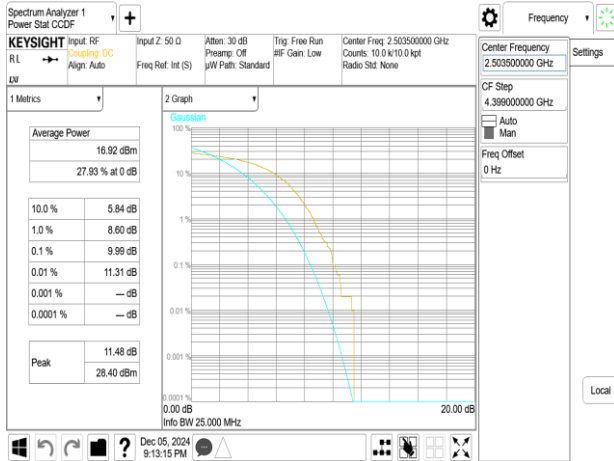 Spectrum Analyzer 1
Power Stat CCDF
Frequency
KEYSIGHT
RL
Input: RF
Coupling: DC
Align: Auto
Input Z: 50 Ω
Freq Ref: Int (S)
Atten: 30 dB
Preamp: Off
µW Path: Standard
Trig: Free Run
#IF Gain: Low
Center Freq: 2.503500000 GHz
Counts: 10.0 k/10.0 kpt
Radio Std: None
Center Frequency
2.503500000 GHz
Settings
CF Step
4.399000000 GHz
Auto
Man
Freq Offset
0 Hz
Local
1 Metrics
Average Power
16.92 dBm
27.93 % at 0 dB
10.0 % 5.84 dB
1.0 % 8.60 dB
0.1 % 9.99 dB
0.01 % 11.31 dB
0.001 % --- dB
0.0001 % --- dB
Peak
11.48 dB
28.40 dBm
2 Graph
Gaussian
100 %
10 %
1 %
0.1 %
0.01 %
0.001 %
0.0001 %
0.00 dB
20.00 dB
Info BW 25.000 MHz
Dec 05, 2024
9:13:15 PM